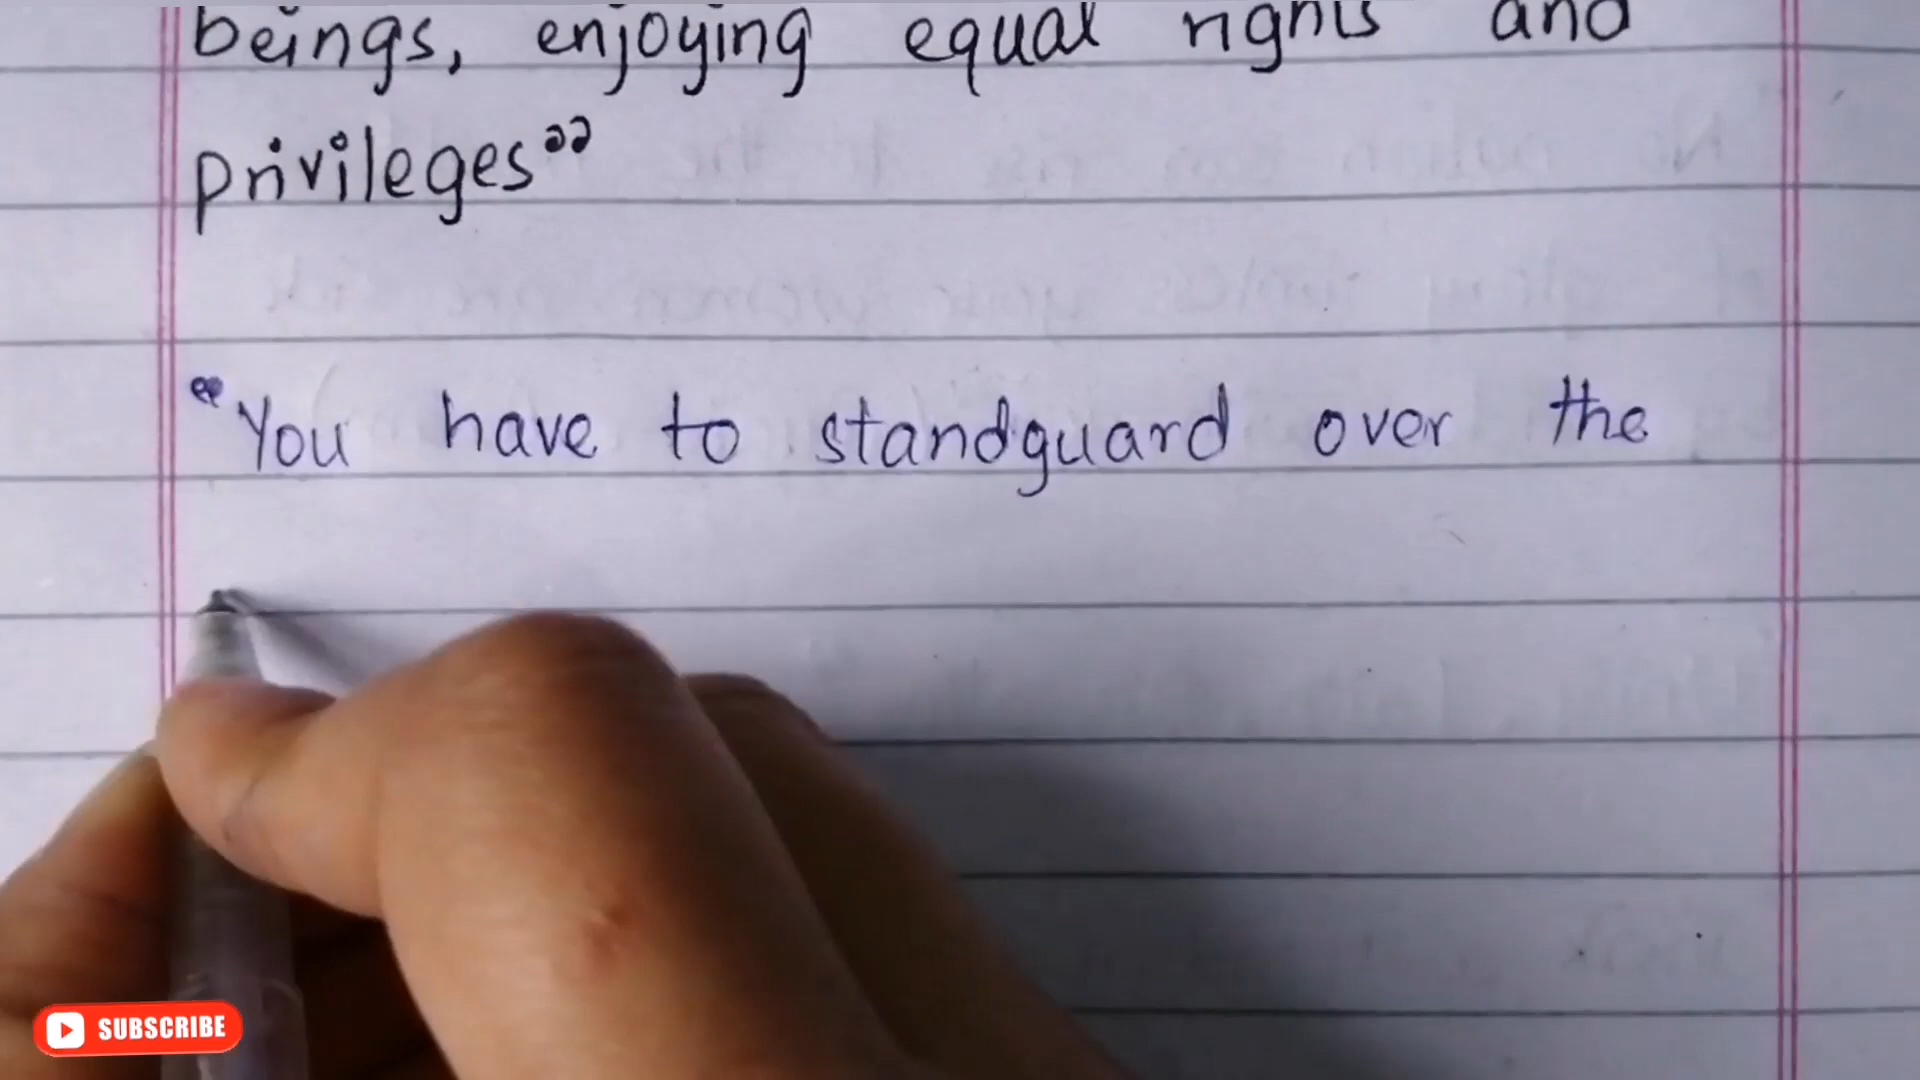 beings, enjoying equal rights and
privileges”
“You have to standguard over the
SUBSCRIBE